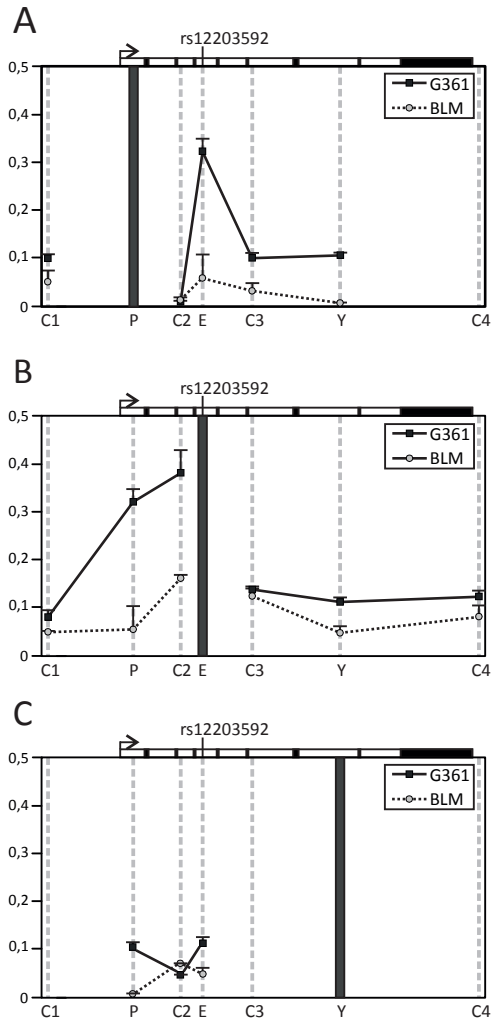 A
rs12203592
0,5
G361
BLM
0,4
0,3
0,2
0,1
0
C1 P C2 E C3 Y C4
B
rs12203592
0,5
G361
BLM
0,4
0,3
0,2
0,1
0
C1 P C2 E C3 Y C4
C
rs12203592
0,5
G361
BLM
0,4
0,3
0,2
0,1
0
C1 P C2 E C3 Y C4